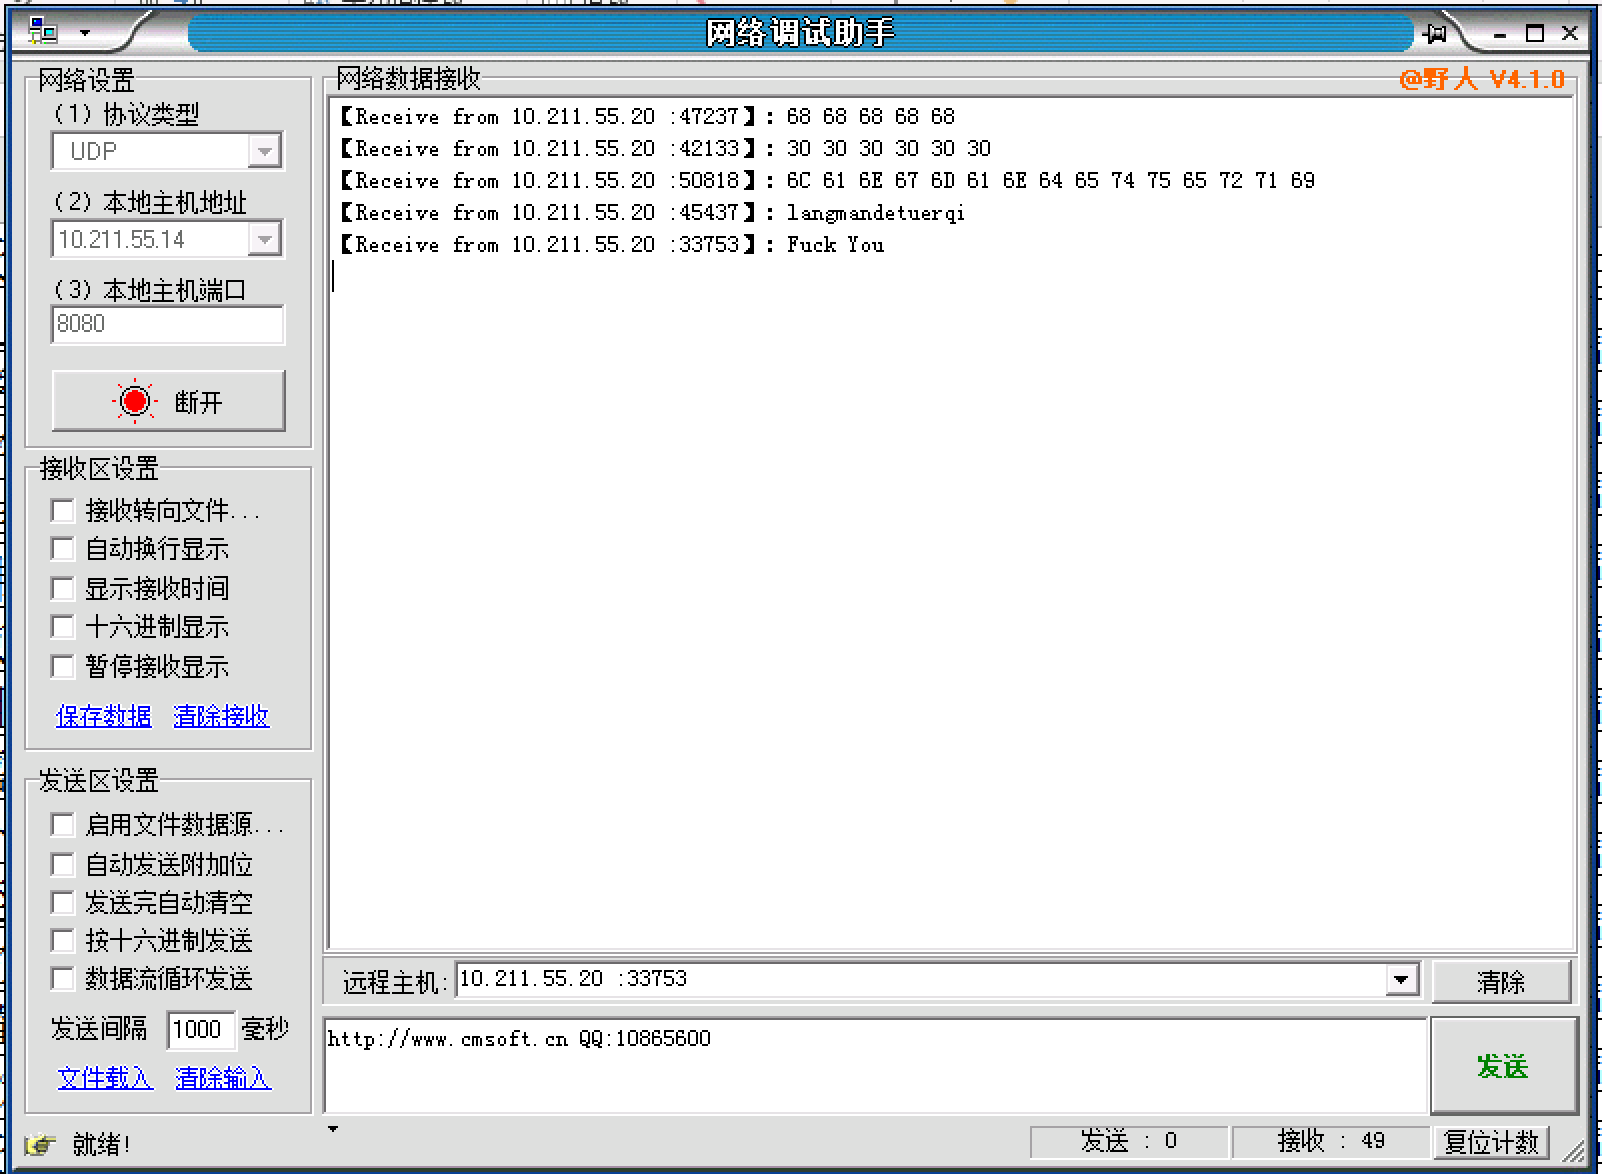 网络调试助手
网络设置
(1) 协议类型
UDP
(2) 本地主机地址
10.211.55.14
(3) 本地主机端口
8080
断开
接收区设置
接收转向文件...
自动换行显示
显示接收时间
十六进制显示
暂停接收显示
保存数据 清除接收
发送区设置
启用文件数据源...
自动发送附加位
发送完自动清空
按十六进制发送
数据流循环发送
发送间隔 1000 毫秒
文件载入 清除输入
网络数据接收
@野人 V4.1.0
【Receive from 10.211.55.20 :47237】: 68 68 68 68 68
【Receive from 10.211.55.20 :42133】: 30 30 30 30 30 30
【Receive from 10.211.55.20 :50818】: 6C 61 6E 67 6D 61 6E 64 65 74 75 65 72 71 69
【Receive from 10.211.55.20 :45437】: langmandetuerqi
【Receive from 10.211.55.20 :33753】: Fuck You
远程主机: 10.211.55.20 :33753 清除
http://www.cmsoft.cn QQ:10865600
发送
就绪! 发送 : 0 接收 : 49 复位计数